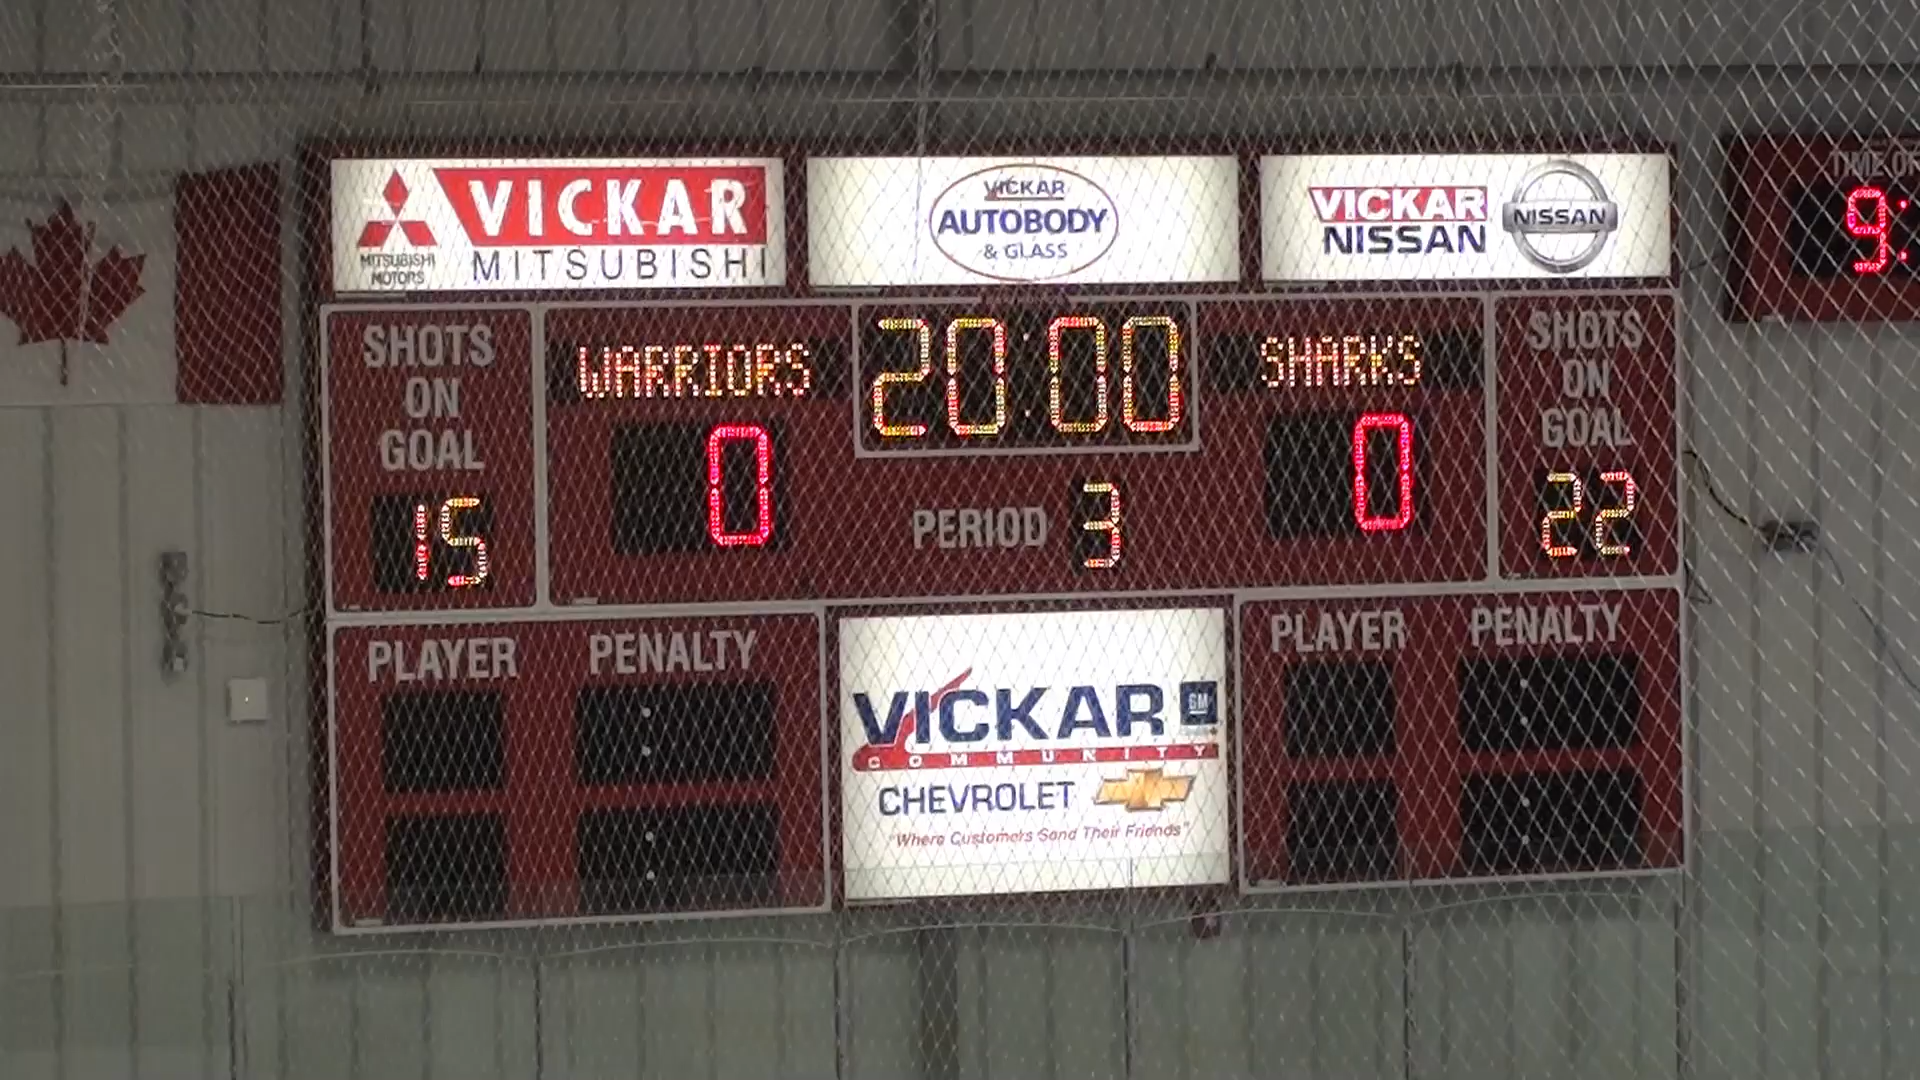 VICKAR
MITSUBISHI
MITSUBISHI
MOTORS
VICKAR
AUTOBODY
& GLASS
VICKAR
NISSAN
NISSAN
TIME OF
9:
SHOTS
ON
GOAL
15
WARRIORS
0
20:00
PERIOD 3
SHARKS
0
SHOTS
ON
GOAL
22
PLAYER PENALTY
VICKAR GM
COMMUNITY
CHEVROLET
"Where Customers Send Their Friends"
PLAYER PENALTY